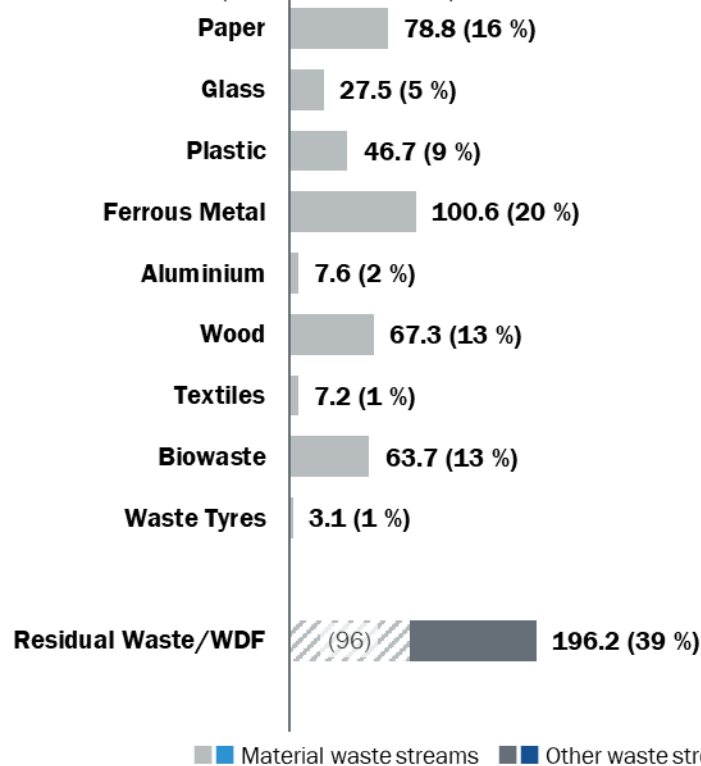 Paper 78.8 (16 %)
Glass 27.5 (5 %)
Plastic 46.7 (9 %)
Ferrous Metal 100.6 (20 %)
Aluminium 7.6 (2 %)
Wood 67.3 (13 %)
Textiles 7.2 (1 %)
Biowaste 63.7 (13 %)
Waste Tyres 3.1 (1 %)
Residual Waste/WDF (96) 196.2 (39 %)
Material waste streams Other waste